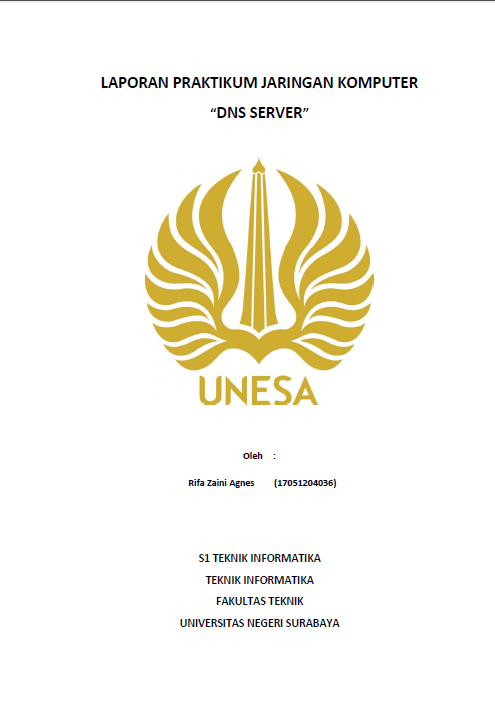 LAPORAN PRAKTIKUM JARINGAN KOMPUTER
“DNS SERVER”
UNESA
Oleh :
Rifa Zaini Agnes (17051204036)
S1 TEKNIK INFORMATIKA
TEKNIK INFORMATIKA
FAKULTAS TEKNIK
UNIVERSITAS NEGERI SURABAYA